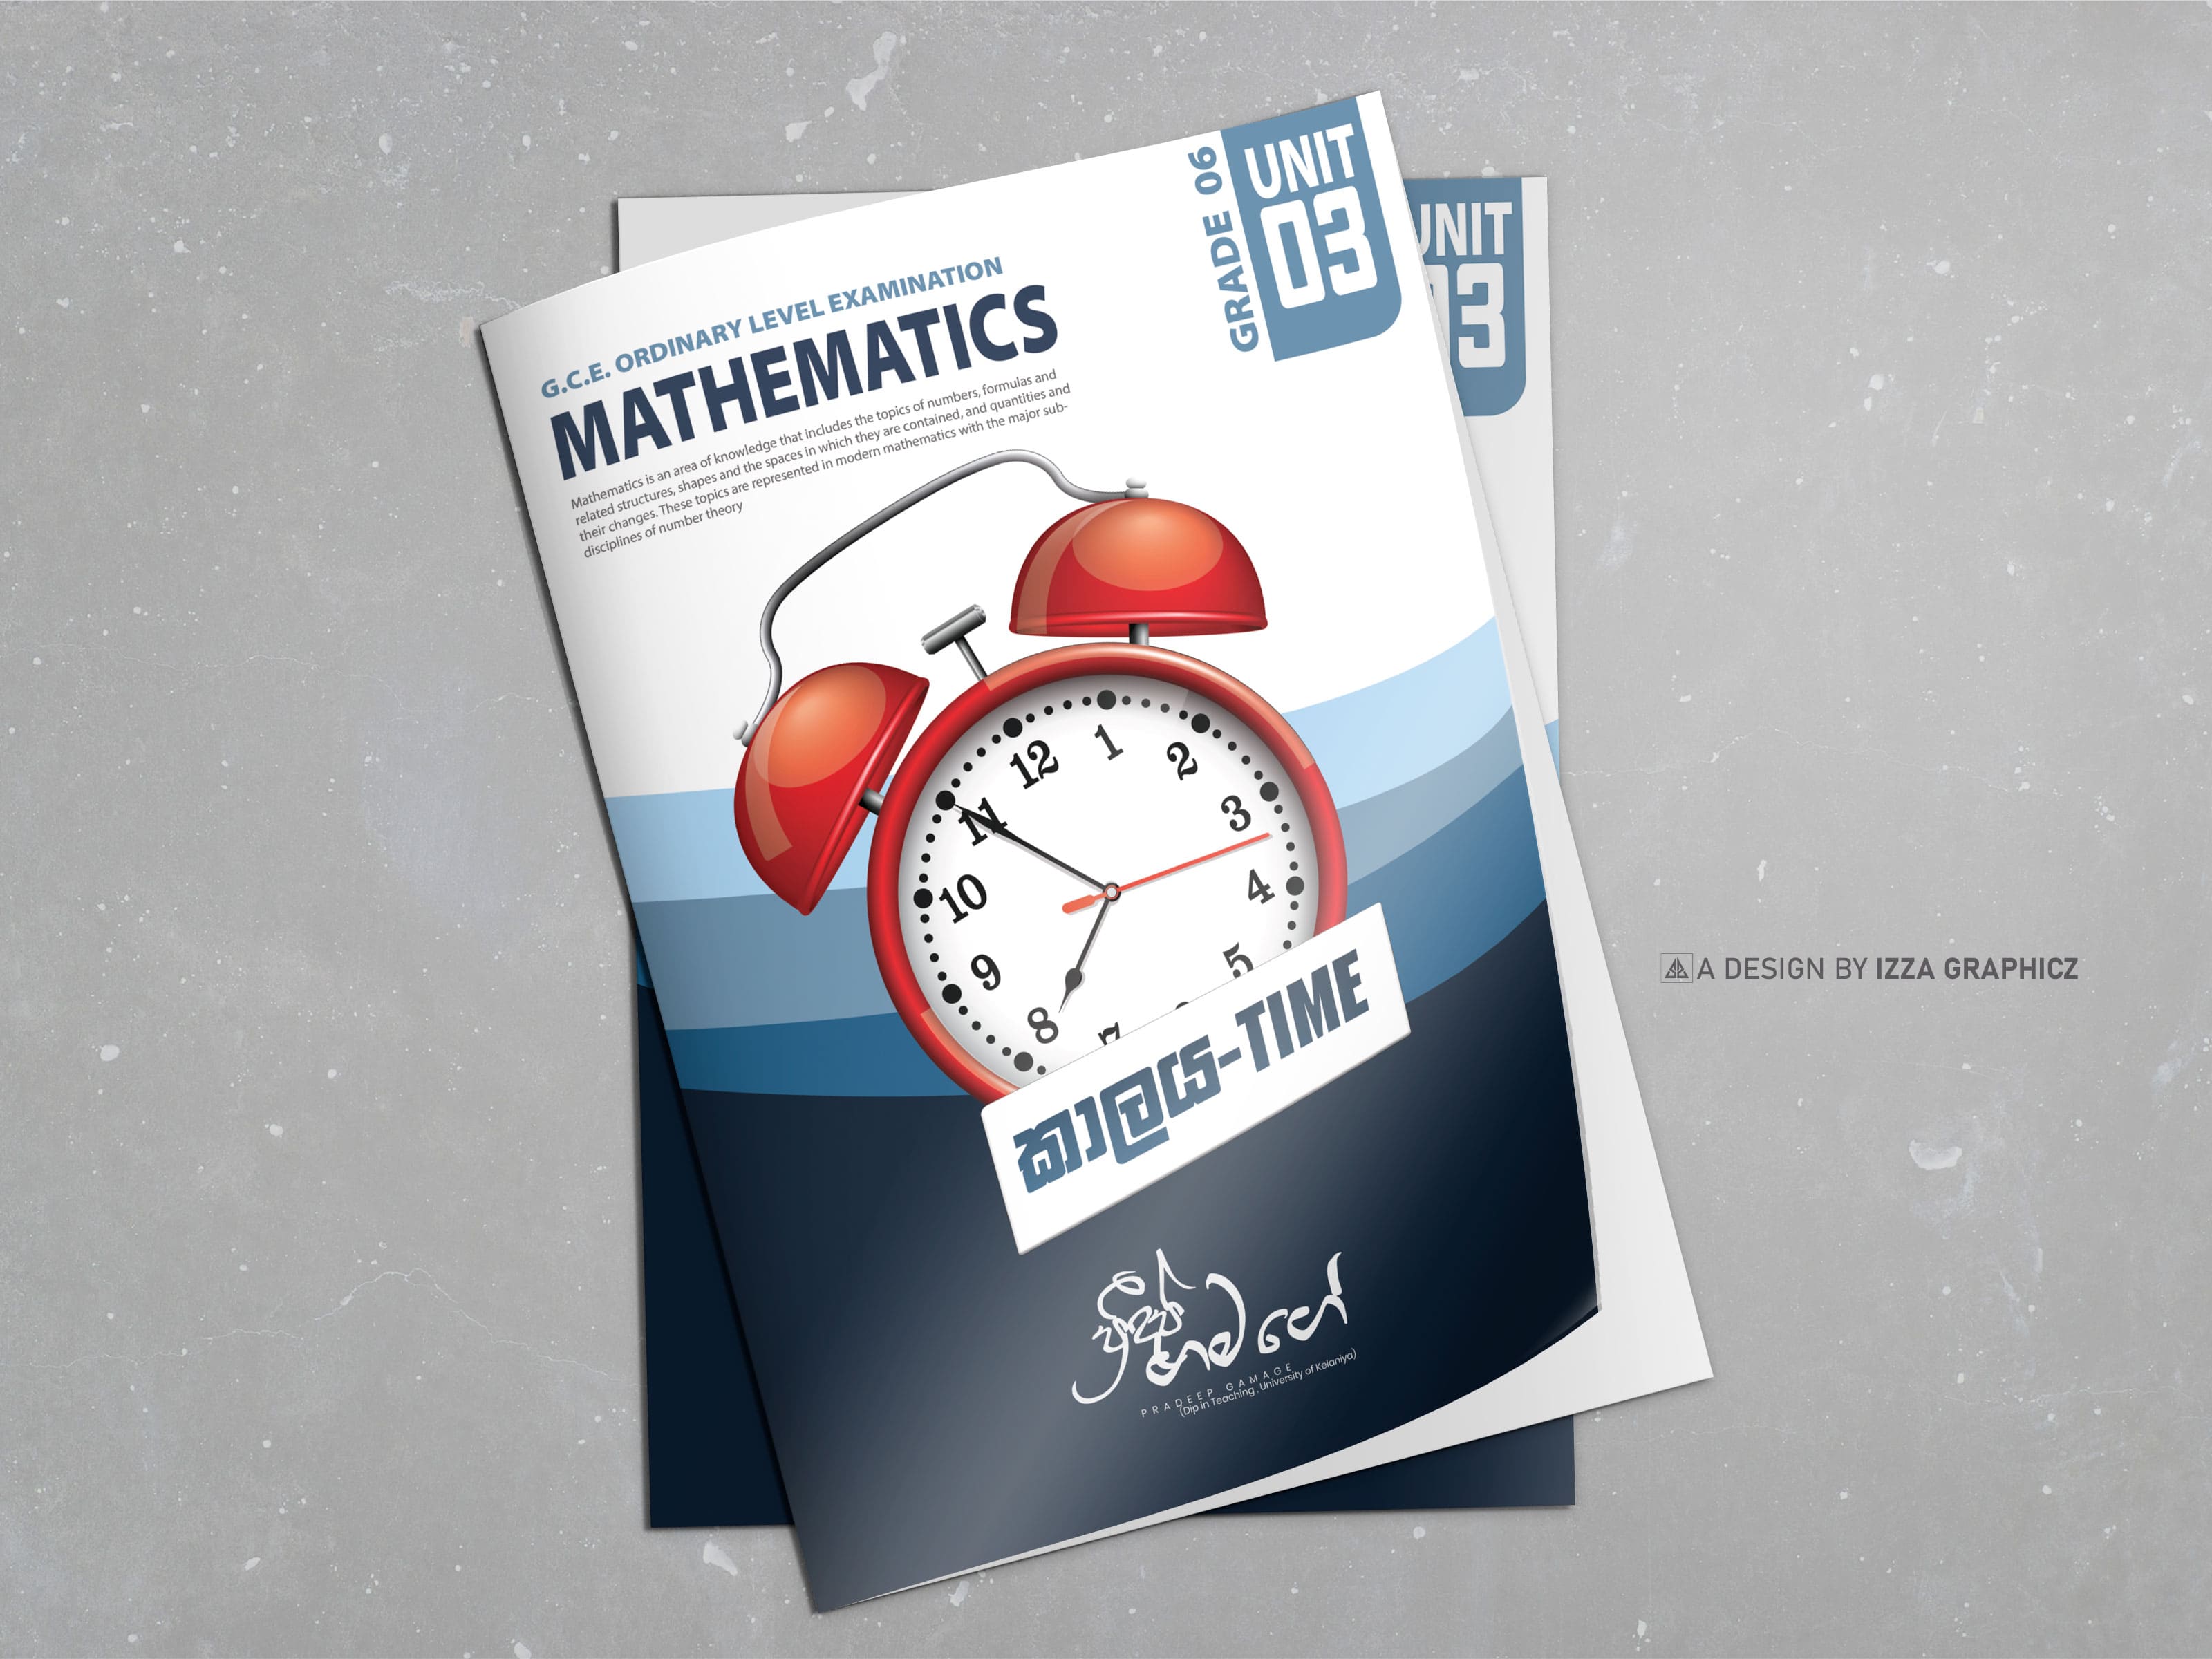 GRADE 06
UNIT
03
UNIT
03
G.C.E. ORDINARY LEVEL EXAMINATION
MATHEMATICS
Mathematics is an area of knowledge that includes the topics of numbers, formulas and
related structures, shapes and the spaces in which they are contained, and quantities and
their changes. These topics are represented in modern mathematics with the major sub-
disciplines of number theory
12
1
2
3
4
5
7
8
9
10
11
කාලය-TIME
ප්‍රදීප් ගමගේ
PRADEEP GAMAGE
(Dip in Teaching , University of Kelaniya)
A DESIGN BY IZZA GRAPHICZ